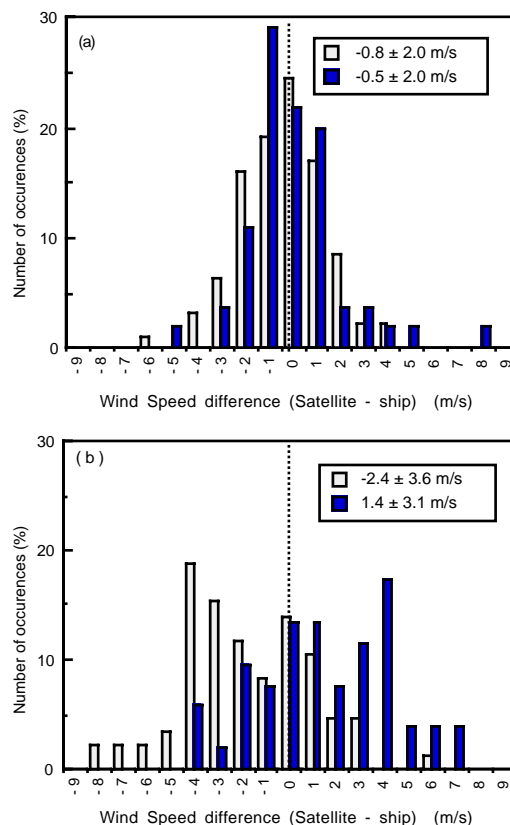 (a)
-0.8 ± 2.0 m/s
-0.5 ± 2.0 m/s
30
20
10
0
Number of occurences (%)
- 9 - 8 - 7 - 6 - 5 - 4 - 3 - 2 - 1 0 1 2 3 4 5 6 7 8 9
Wind Speed difference (Satellite - ship) (m/s)
( b )
-2.4 ± 3.6 m/s
1.4 ± 3.1 m/s
30
20
10
0
Number of occurences (%)
- 9 - 8 - 7 - 6 - 5 - 4 - 3 - 2 - 1 0 1 2 3 4 5 6 7 8 9
Wind Speed difference (Satellite - ship) (m/s)